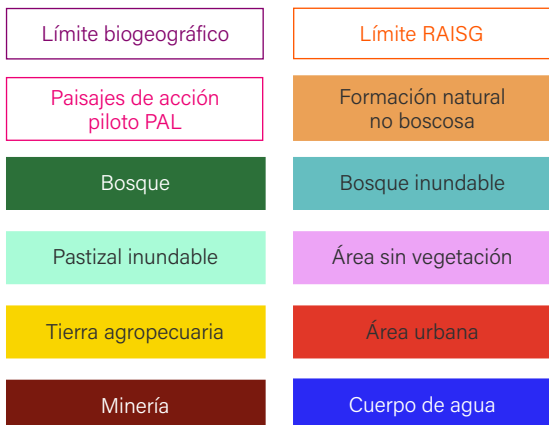 Límite biogeográfico
Límite RAISG
Paisajes de acción
piloto PAL
Formación natural
no boscosa
Bosque
Bosque inundable
Pastizal inundable
Área sin vegetación
Tierra agropecuaria
Área urbana
Minería
Cuerpo de agua